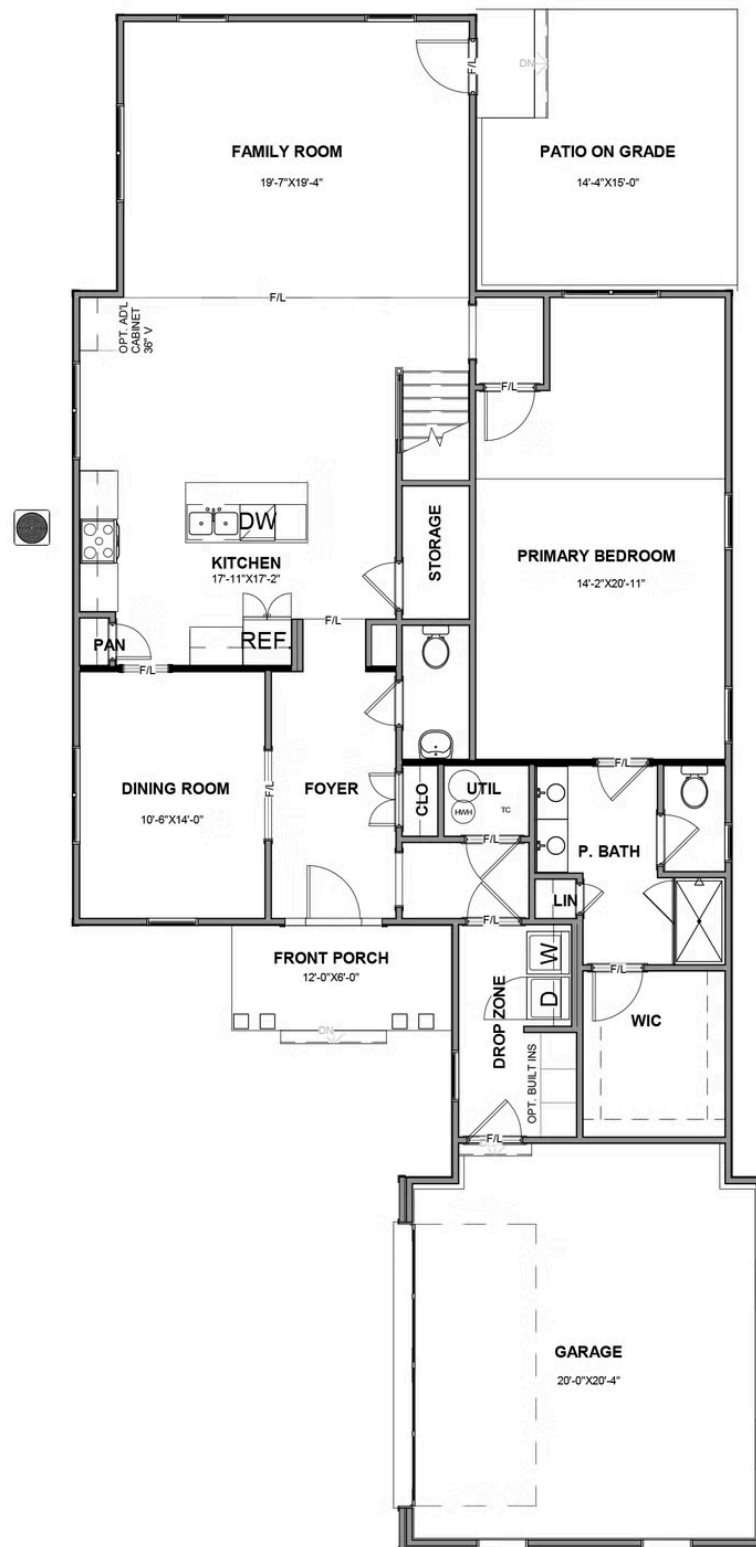 FAMILY ROOM
19'-7"X19'-4"
F/L
DN
PATIO ON GRADE
14'-4"X15'-0"
F/L
OPT. AD'L
CABINET
36" V
F/L
DW
KITCHEN
17'-11"X17'-2"
STORAGE
PRIMARY BEDROOM
14'-2"X20'-11"
PAN
REF
F/L
F/L
DINING ROOM
10'-6"X14'-0"
F/L
FOYER
CLO
UTIL
HWH
TC
F/L
F/L
P. BATH
LIN
F/L
F/L
FRONT PORCH
12'-0"X6'-0"
DN
W
D
DROP ZONE
OPT. BUILT INS
WIC
F/L
GARAGE
20'-0"X20'-4"